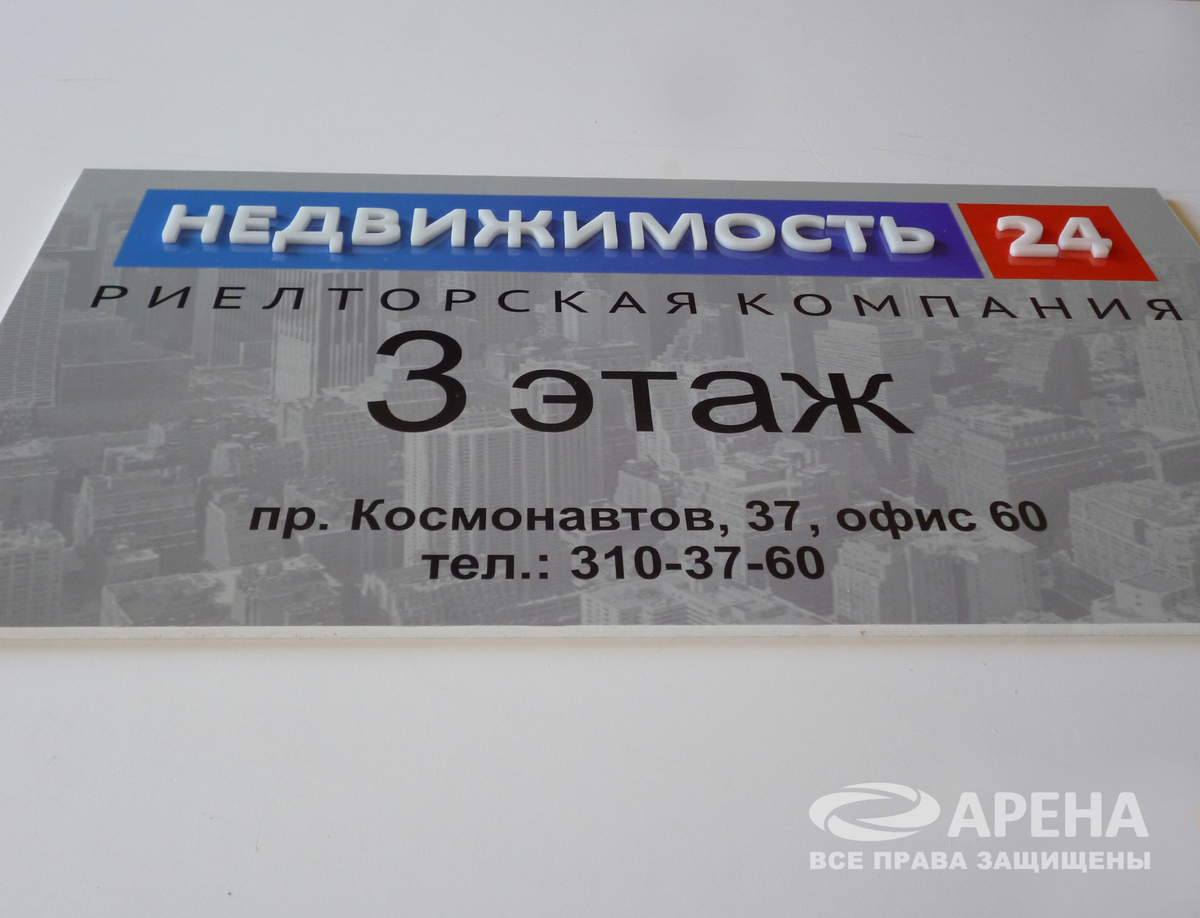 НЕДВИЖИМОСТЬ 24
РИЕЛТОРСКАЯ КОМПАНИЯ
3 этаж
пр. Космонавтов, 37, офис 60
тел.: 310-37-60
АРЕНА
ВСЕ ПРАВА ЗАЩИЩЕНЫ